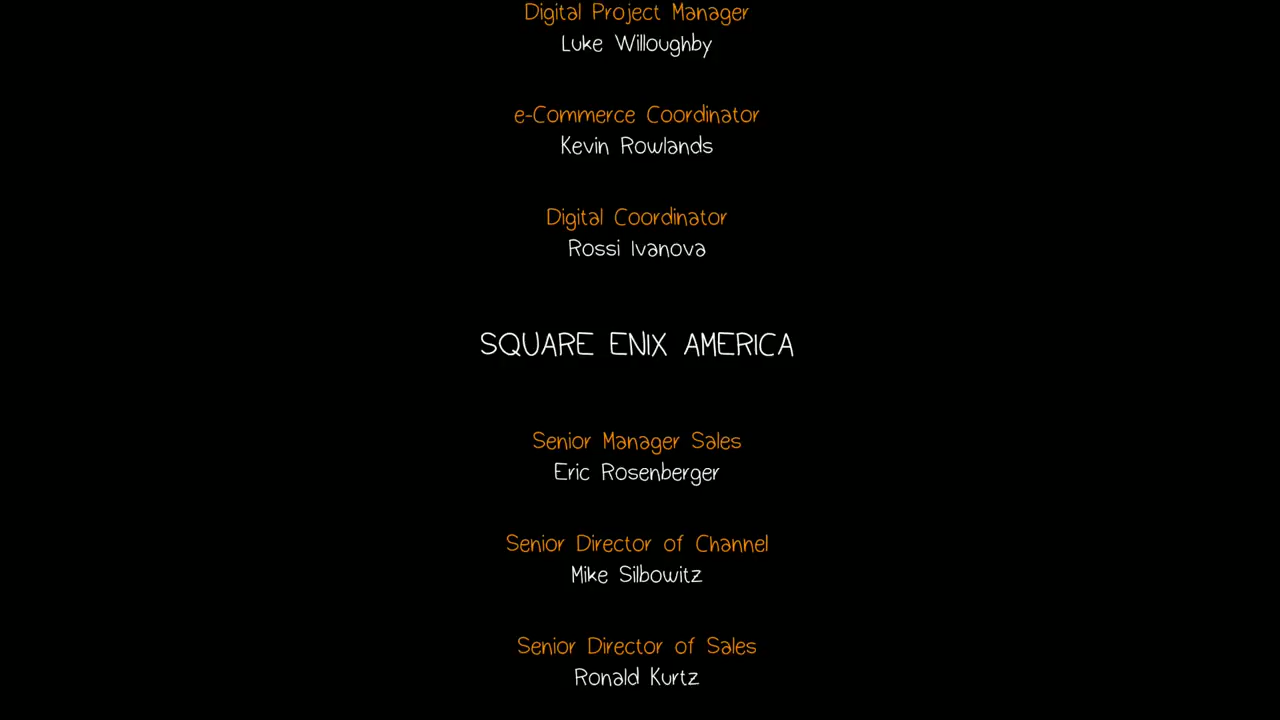 Digital Project Manager
Luke Willoughby
e-Commerce Coordinator
Kevin Rowlands
Digital Coordinator
Rossi Ivanova
SQUARE ENIX AMERICA
Senior Manager Sales
Eric Rosenberger
Senior Director of Channel
Mike Silbowitz
Senior Director of Sales
Ronald Kurtz